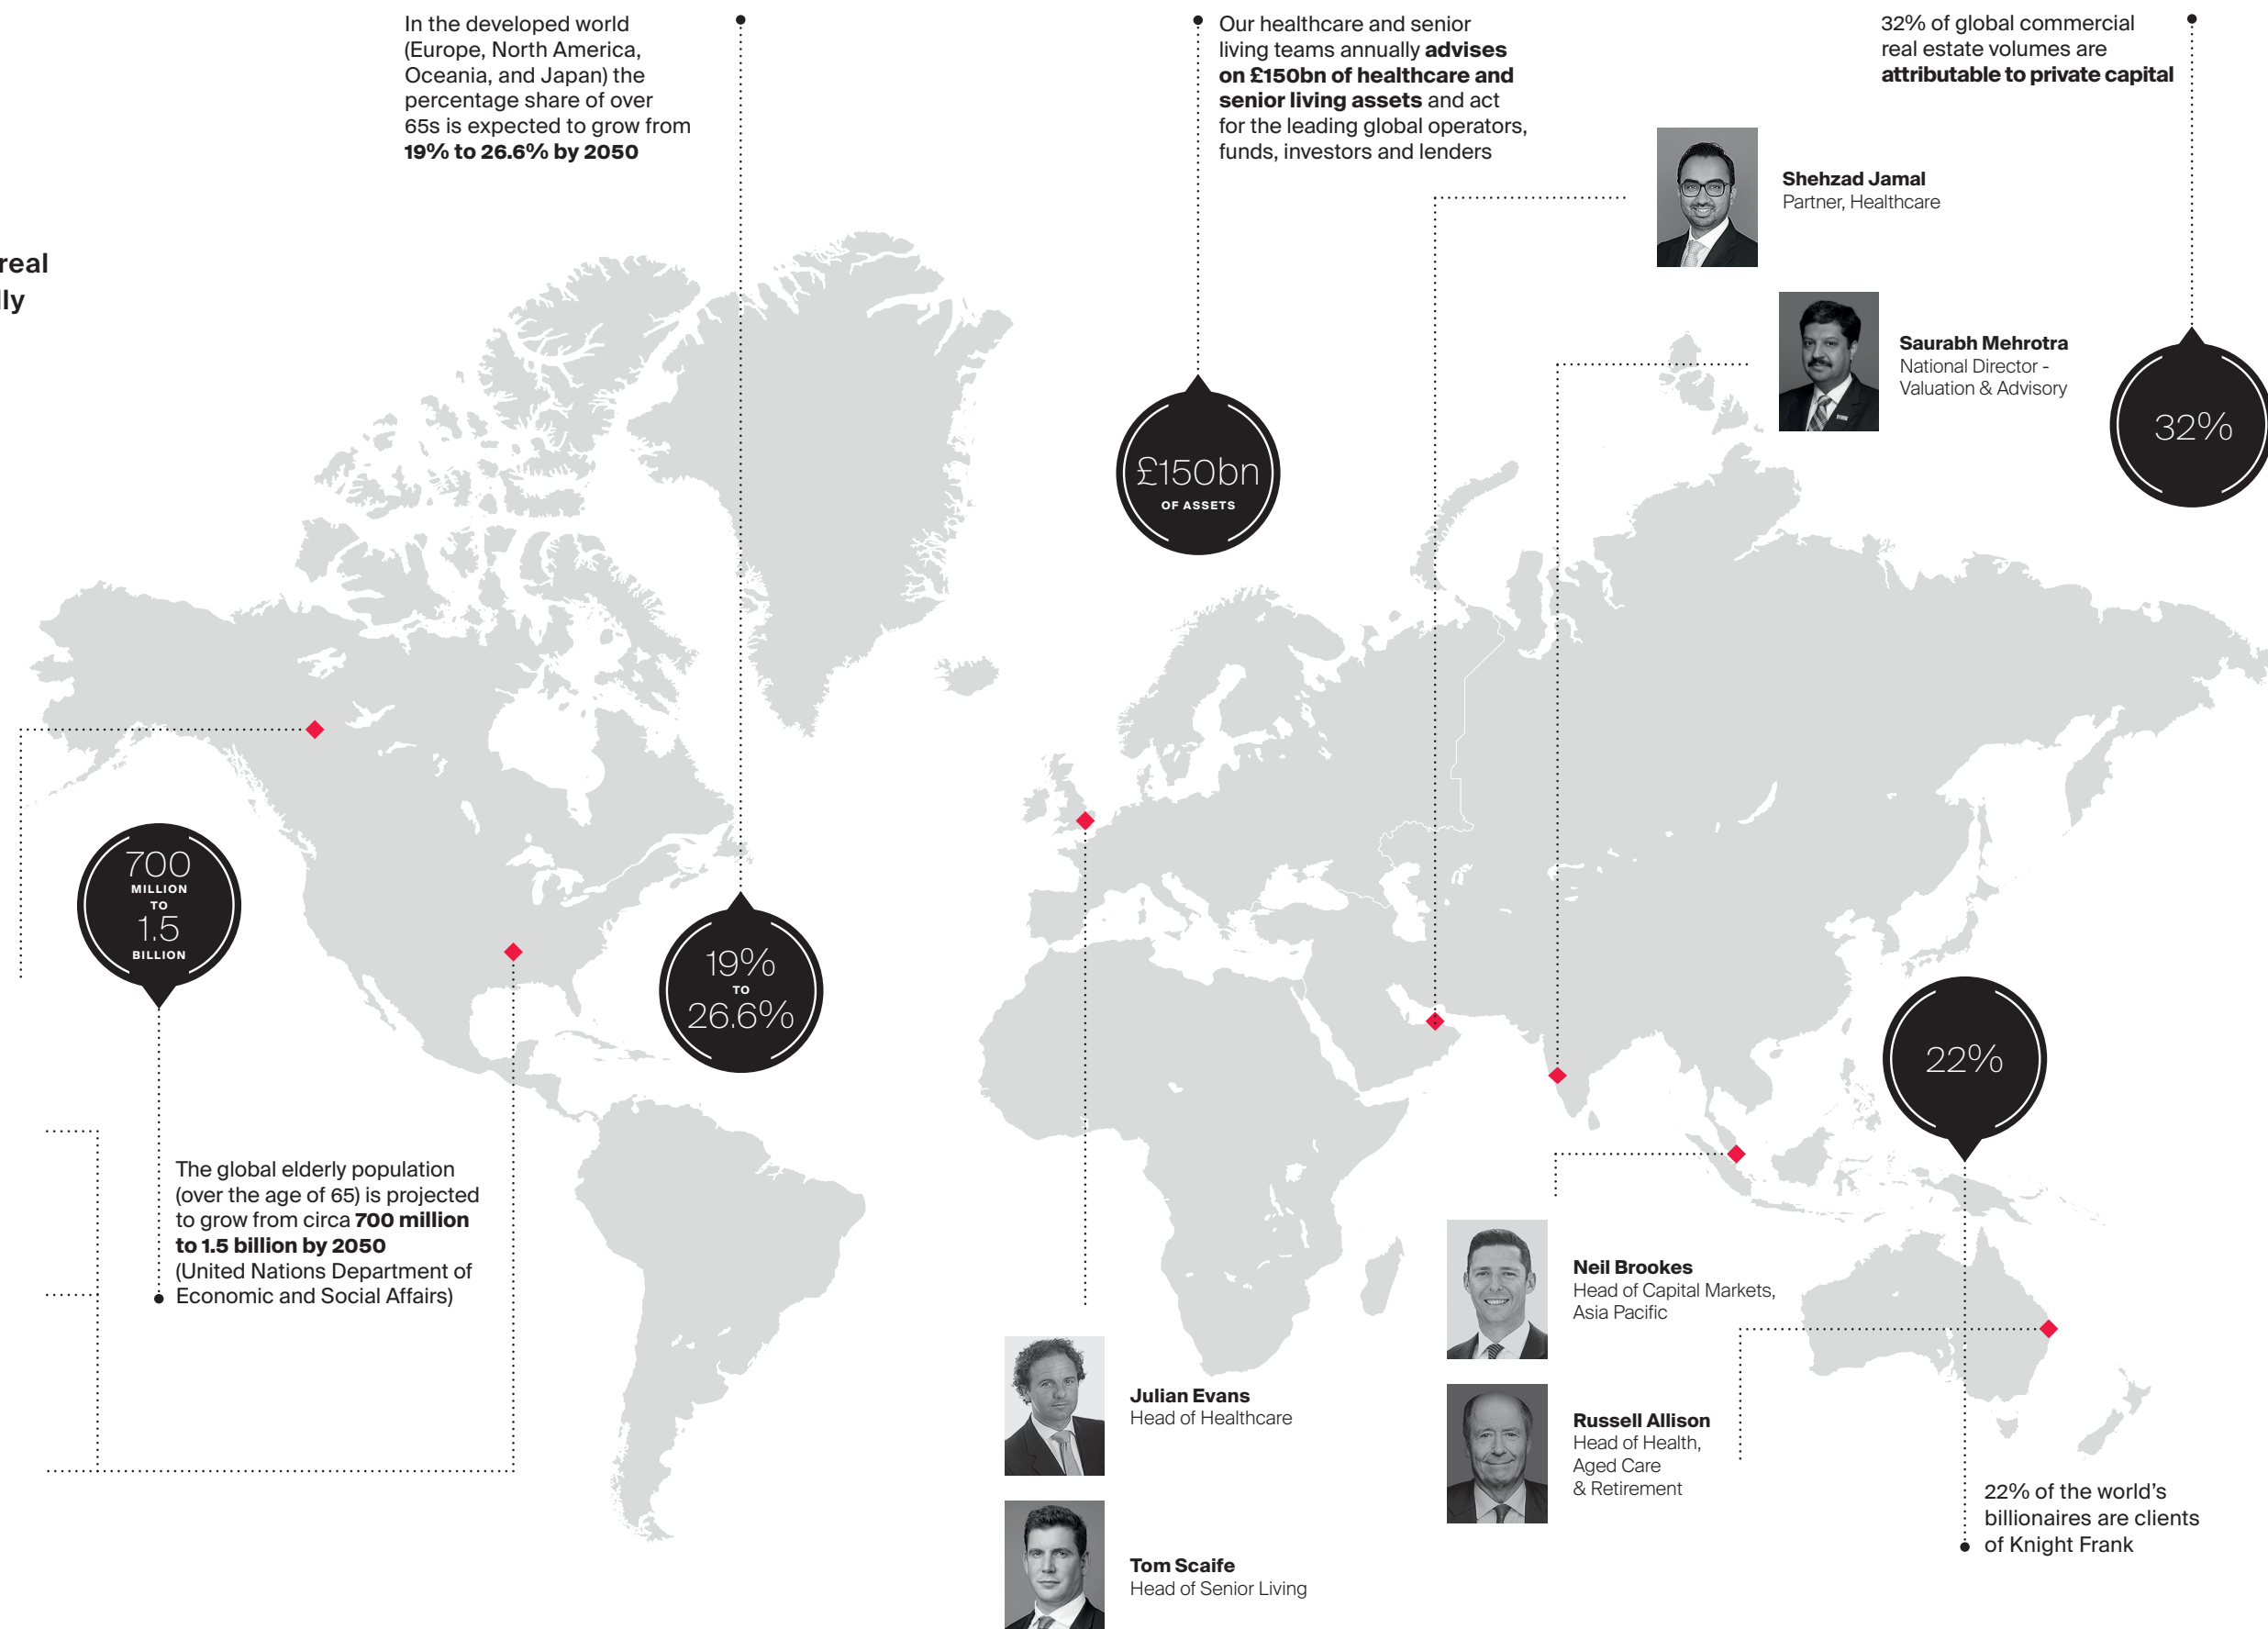 In the developed world
(Europe, North America,
Oceania, and Japan) the
percentage share of over
65s is expected to grow from
19% to 26.6% by 2050
Our healthcare and senior
living teams annually advises
on £150bn of healthcare and
senior living assets and act
for the leading global operators,
funds, investors and lenders
32% of global commercial
real estate volumes are
attributable to private capital
Shehzad Jamal
Partner, Healthcare
real
lly
Saurabh Mehrotra
National Director -
Valuation & Advisory
32%
£150bn
OF ASSETS
700
MILLION
TO
1.5
BILLION
19%
TO
26.6%
22%
The global elderly population
(over the age of 65) is projected
to grow from circa 700 million
to 1.5 billion by 2050
(United Nations Department of
Economic and Social Affairs)
Neil Brookes
Head of Capital Markets,
Asia Pacific
Julian Evans
Head of Healthcare
Russell Allison
Head of Health,
Aged Care
& Retirement
22% of the world's
billionaires are clients
of Knight Frank
Tom Scaife
Head of Senior Living